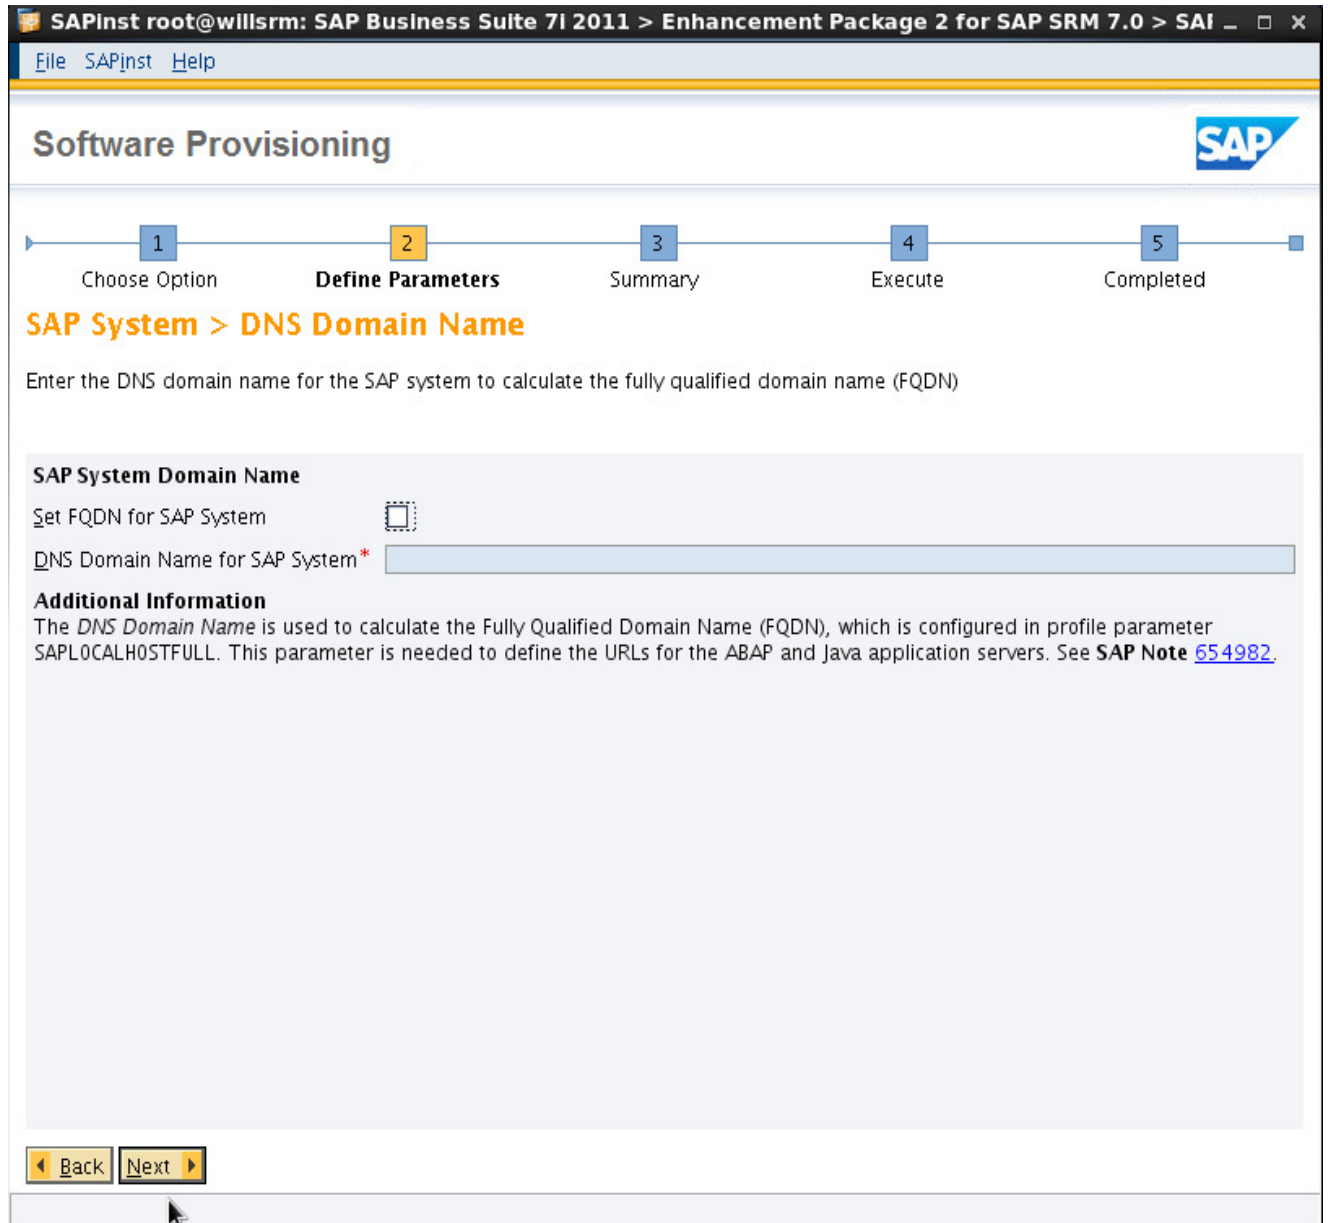 SAPinst root@willsrm: SAP Business Suite 7i 2011 > Enhancement Package 2 for SAP SRM 7.0 > SAI
File SAPinst Help
Software Provisioning
SAP
1 2 3 4 5
Choose Option Define Parameters Summary Execute Completed
SAP System > DNS Domain Name
Enter the DNS domain name for the SAP system to calculate the fully qualified domain name (FQDN)
SAP System Domain Name
Set FQDN for SAP System
DNS Domain Name for SAP System*
Additional Information
The DNS Domain Name is used to calculate the Fully Qualified Domain Name (FQDN), which is configured in profile parameter
SAPLOCALHOSTFULL. This parameter is needed to define the URLs for the ABAP and Java application servers. See SAP Note 654982.
Back Next